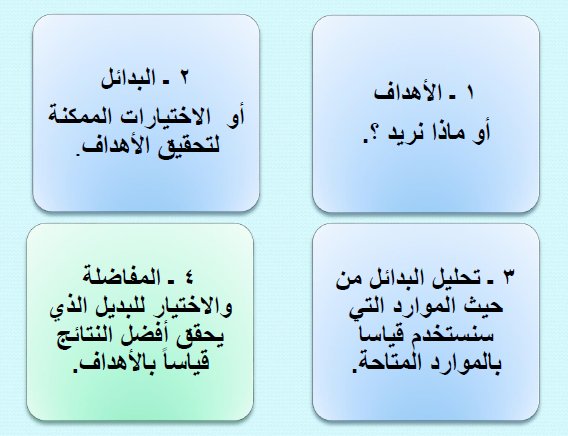 ١ ـ الأهداف
أو ماذا نريد ؟.
٢ ـ البدائل
أو الاختيارات الممكنة
لتحقيق الأهداف.
٣ ـ تحليل البدائل من
حيث الموارد التي
سنستخدم قياسا
بالموارد المتاحة.
٤ ـ المفاضلة
والاختيار للبديل الذي
يحقق أفضل النتائج
قياساً بالأهداف.